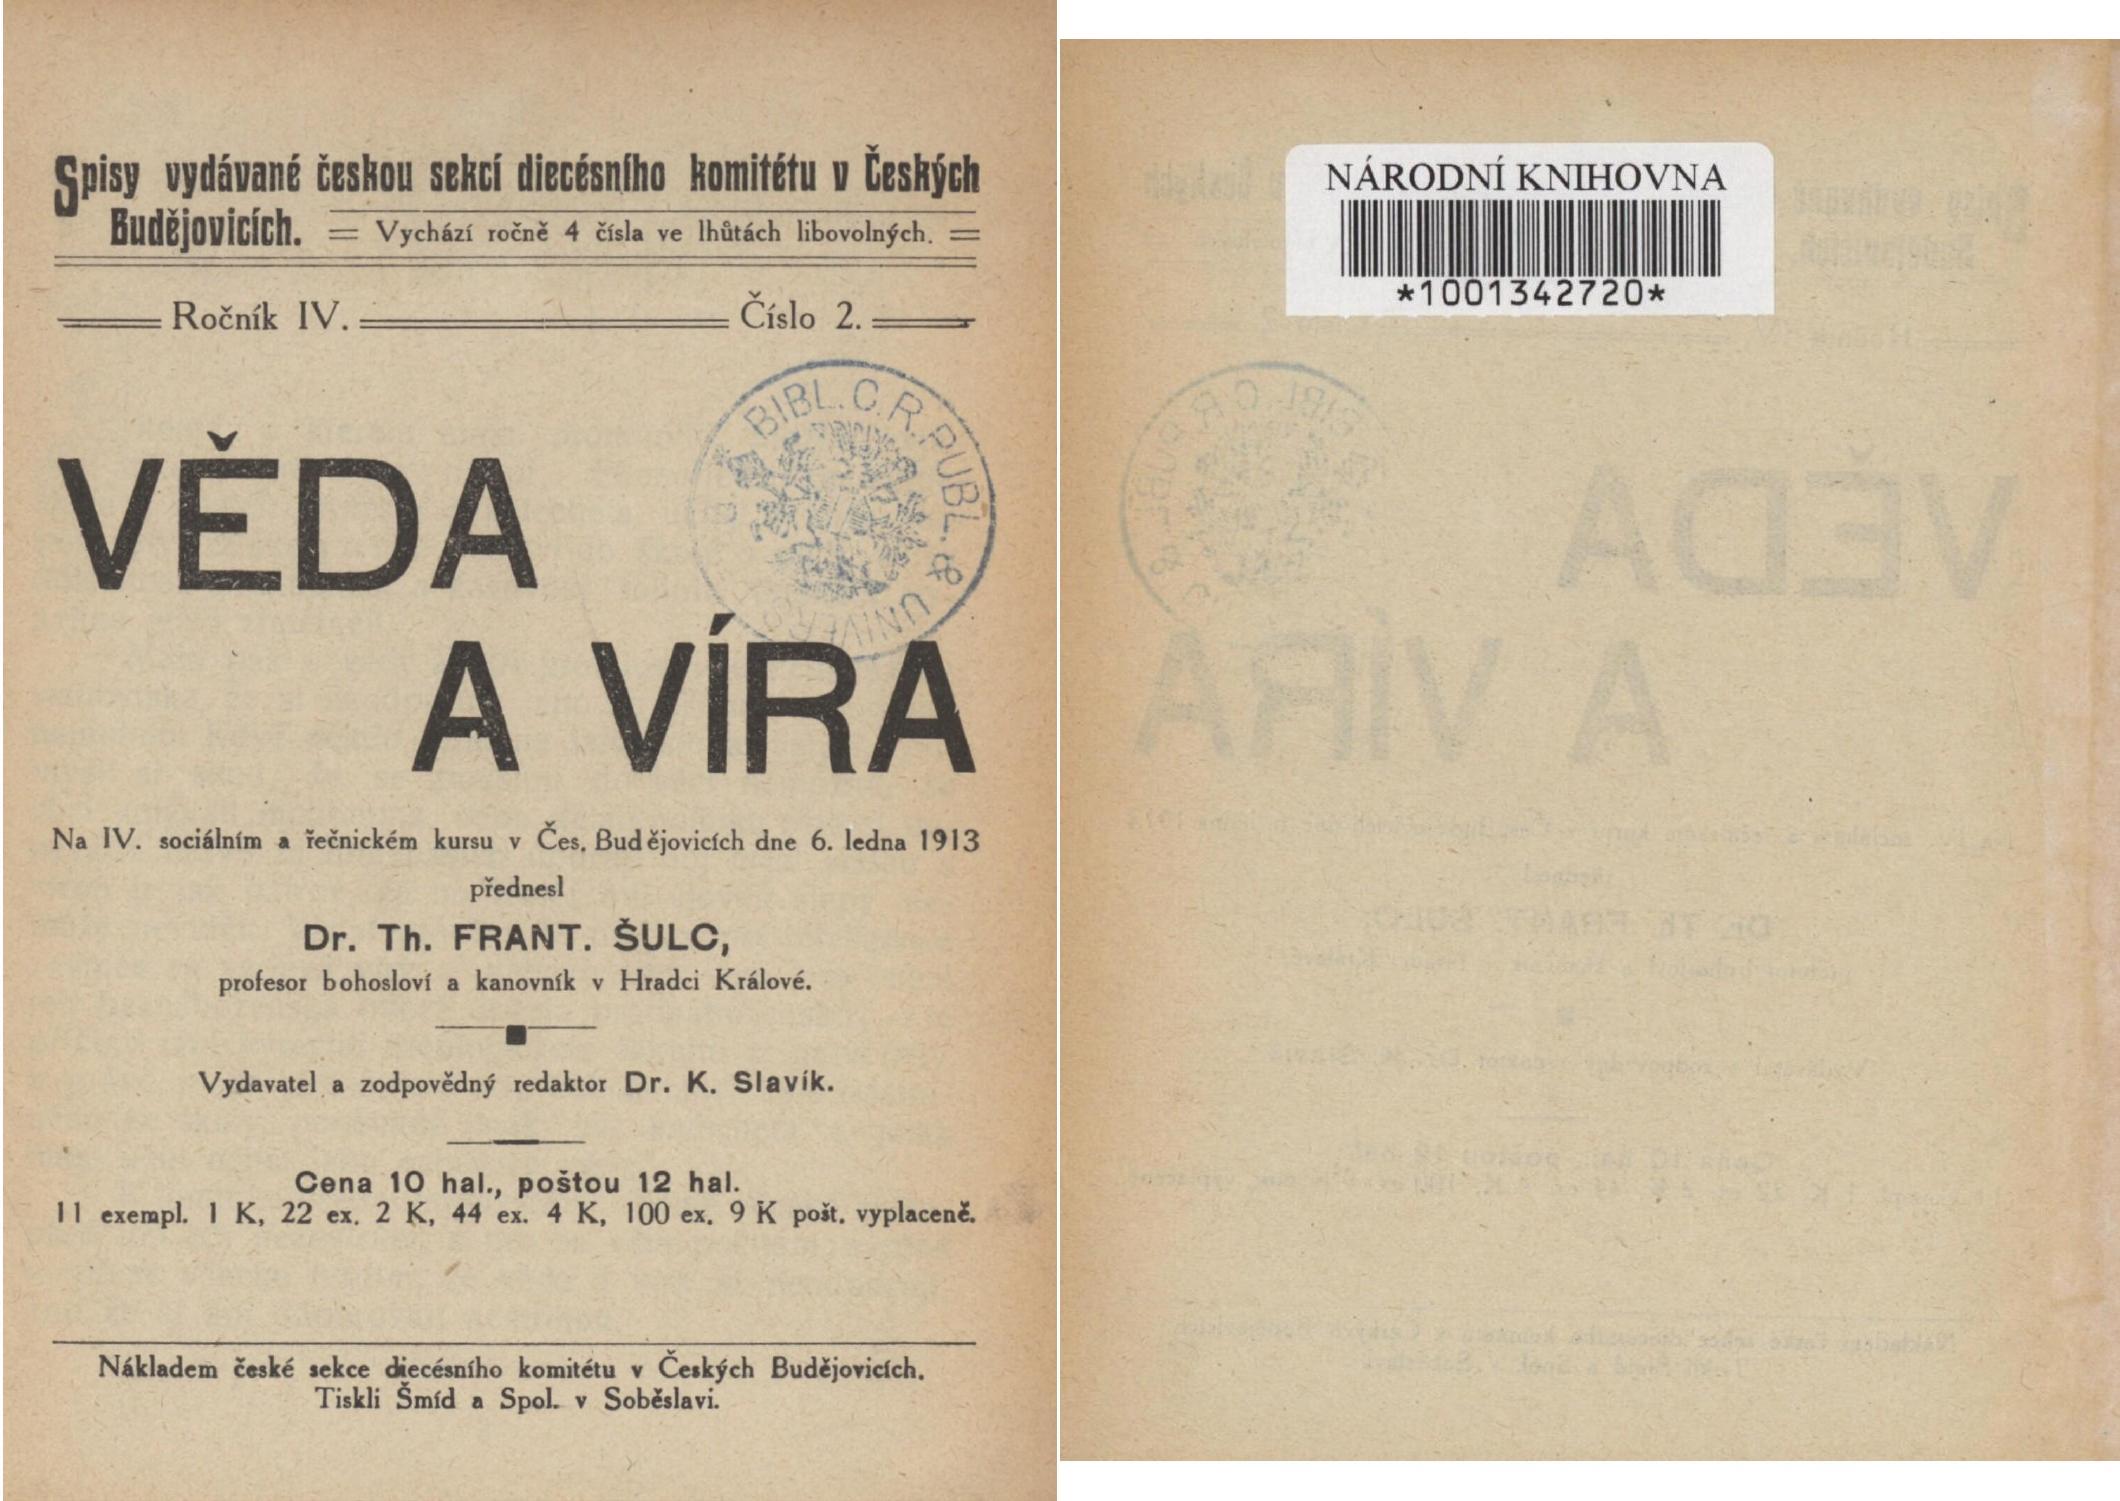 Spisy vydávané českou sekcí diecésního komitétu v Českých
Budějovicích. Vychází ročně 4 čísla ve lhůtách libovolných.
Ročník IV. Číslo 2.
BIBL. C. R. PUBL. & UNIVERS
VĚDA
A VÍRA
Na IV. sociálním a řečnickém kursu v Čes. Budějovicích dne 6. ledna 1913
přednesl
Dr. Th. FRANT. ŠULC,
profesor bohosloví a kanovník v Hradci Králové.
Vydavatel a zodpovědný redaktor Dr. K. Slavík.
Cena 10 hal., poštou 12 hal.
11 exempl. 1 K, 22 ex. 2 K, 44 ex. 4 K, 100 ex. 9 K pošt. vyplaceně.
Nákladem české sekce diecésního komitétu v Českých Budějovicích.
Tiskli Šmíd a Spol. v Soběslavi.
NÁRODNÍ KNIHOVNA
*1001342720*